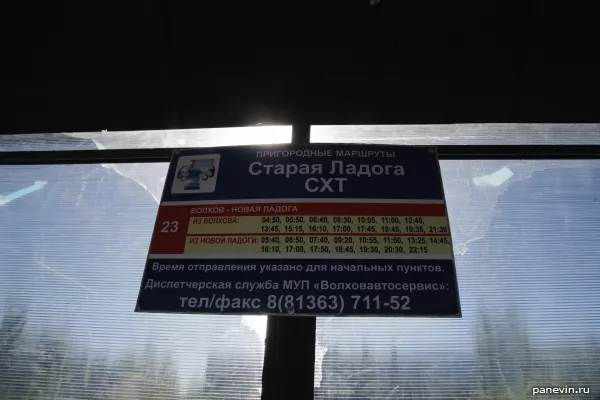 ПРИГОРОДНЫЕ МАРШРУТЫ
Старая Ладога
СХТ
23
ВОЛХОВ - НОВАЯ ЛАДОГА
ИЗ ВОЛХОВА: 04:50, 05:50, 06:40, 08:30, 10:05, 11:00, 12:40,
13:45, 15:15, 16:10, 17:00, 17:45, 18:45, 19:35, 21:30
ИЗ НОВОЙ ЛАДОГИ: 05:40, 06:50, 07:40, 09:20, 10:55, 11:50, 13:25, 14:45,
16:10, 17:00, 17:50, 18:45, 19:30, 20:30, 22:15
Время отправления указано для начальных пунктов.
Диспетчерская служба МУП «Волховавтосервис»:
тел/факс 8(81363) 711-52
panevin.ru